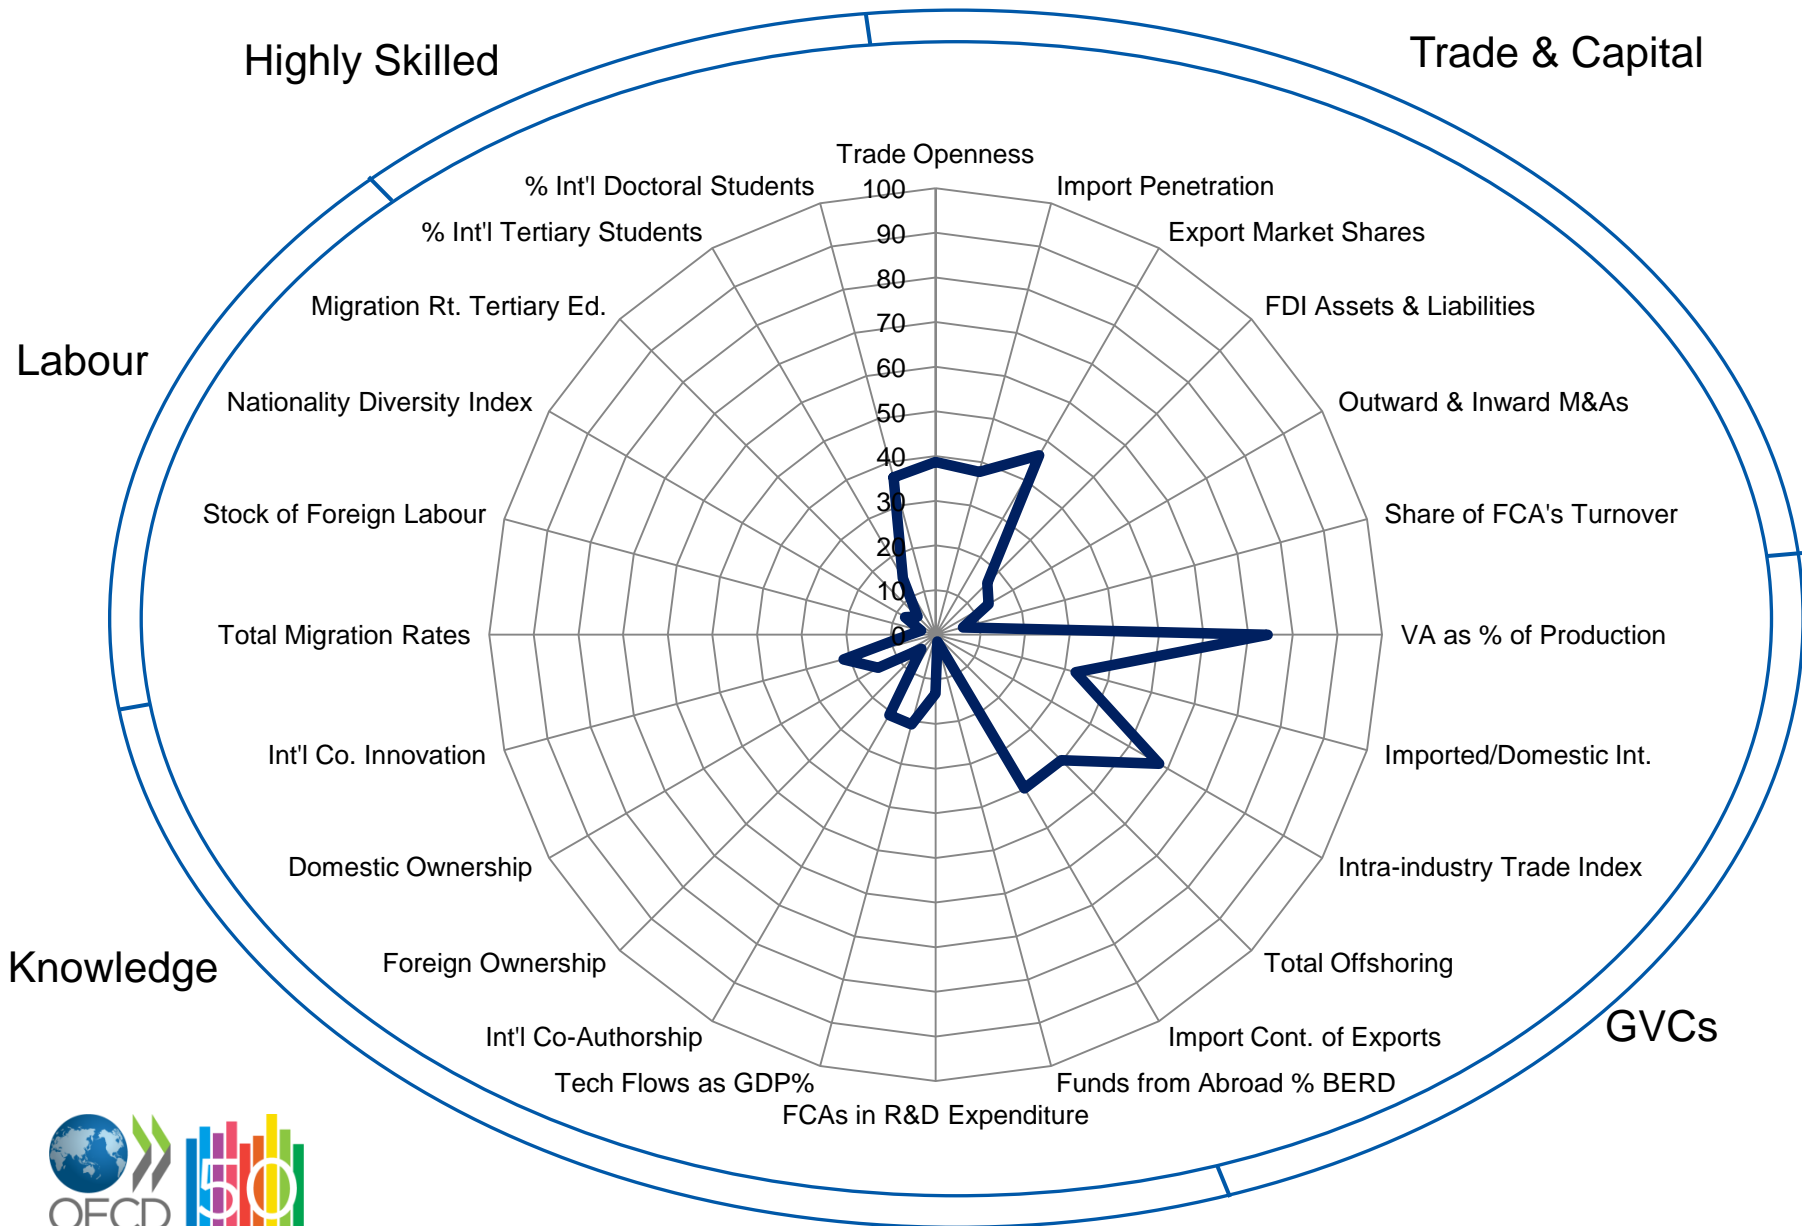 Highly Skilled
Trade & Capital
Trade Openness
% Int'l Doctoral Students
Import Penetration
% Int'l Tertiary Students
Export Market Shares
Migration Rt. Tertiary Ed.
FDI Assets & Liabilities
Labour
Nationality Diversity Index
Outward & Inward M&As
Stock of Foreign Labour
Share of FCA's Turnover
Total Migration Rates
VA as % of Production
Int'l Co. Innovation
Imported/Domestic Int.
Domestic Ownership
Intra-industry Trade Index
Knowledge
Foreign Ownership
Total Offshoring
GVCs
Int'l Co-Authorship
Import Cont. of Exports
Tech Flows as GDP%
Funds from Abroad % BERD
FCAs in R&D Expenditure
100
90
80
70
60
50
40
30
20
10
0
OECD
50